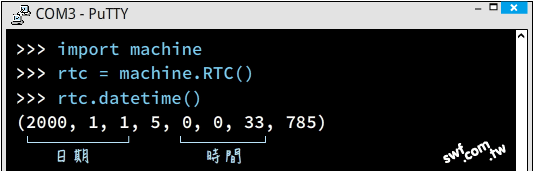 COM3 - PuTTY
>>> import machine
>>> rtc = machine.RTC()
>>> rtc.datetime()
(2000, 1, 1, 5, 0, 0, 33, 785)
日期 時間
swf.com.tw